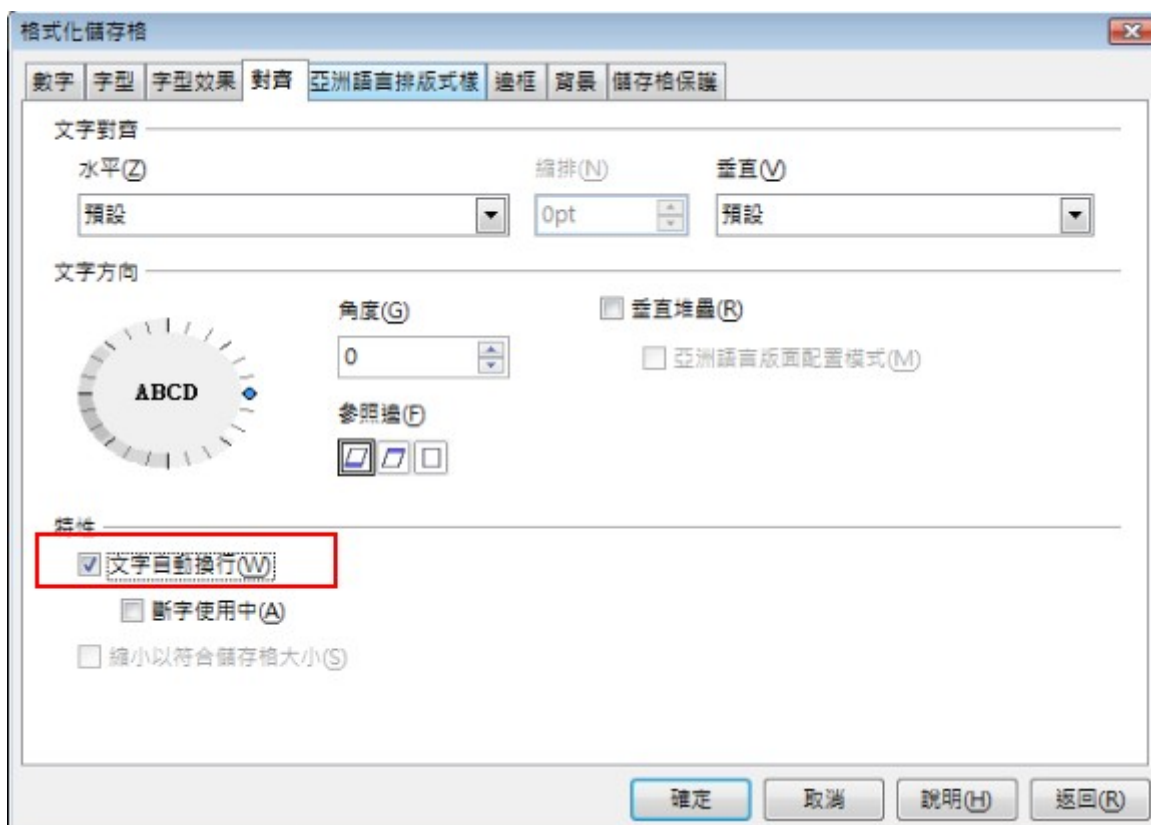 格式化儲存格
數字 字型 字型效果 對齊 亞洲語言排版式樣 邊框 背景 儲存格保護
文字對齊
水平(Z) 縮排(N) 垂直(V)
預設 0pt 預設
文字方向
角度(G) 垂直堆疊(R)
0 亞洲語言版面配置模式(M)
ABCD
參照邊(F)
特性
文字自動換行(W)
斷字使用中(A)
縮小以符合儲存格大小(S)
確定 取消 說明(H) 返回(R)